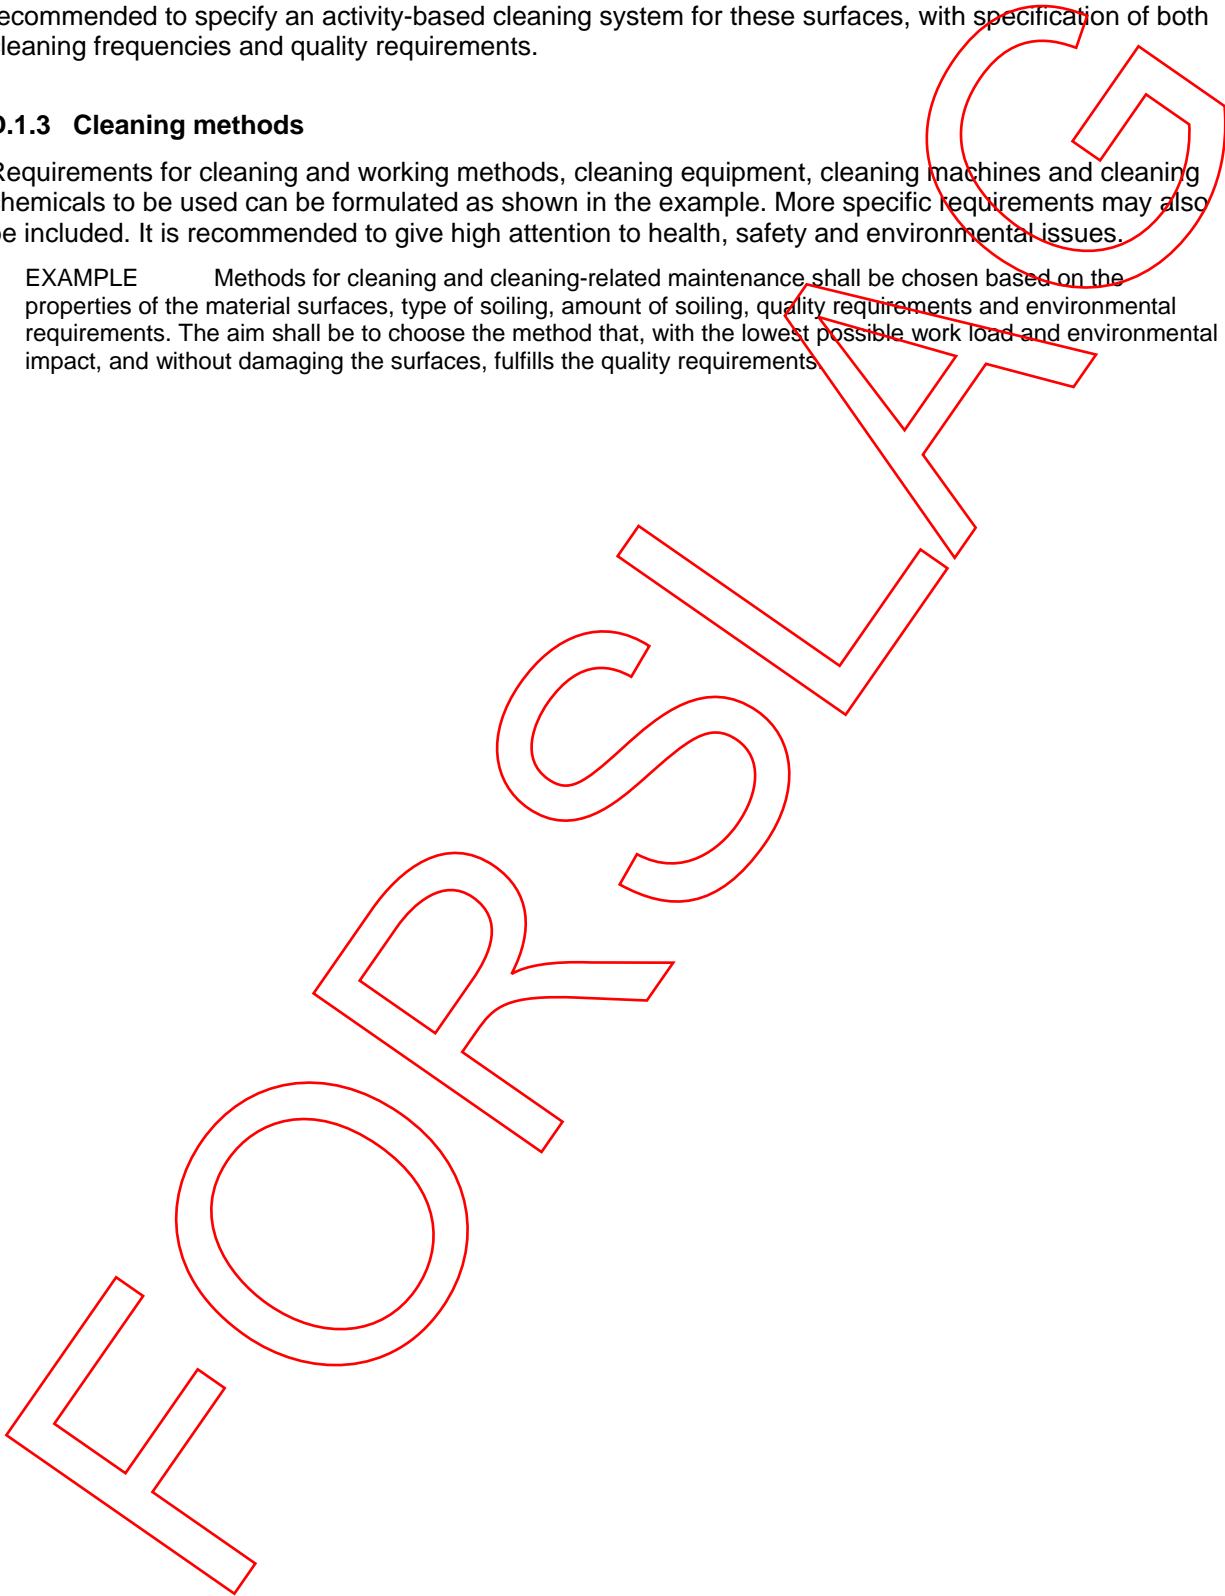 recommended to specify an activity-based cleaning system for these surfaces, with specification of both
cleaning frequencies and quality requirements.
D.1.3 Cleaning methods
Requirements for cleaning and working methods, cleaning equipment, cleaning machines and cleaning
chemicals to be used can be formulated as shown in the example. More specific requirements may also
be included. It is recommended to give high attention to health, safety and environmental issues.
EXAMPLE Methods for cleaning and cleaning-related maintenance shall be chosen based on the
properties of the material surfaces, type of soiling, amount of soiling, quality requirements and environmental
requirements. The aim shall be to choose the method that, with the lowest possible work load and environmental
impact, and without damaging the surfaces, fulfills the quality requirements.
FORSLAG